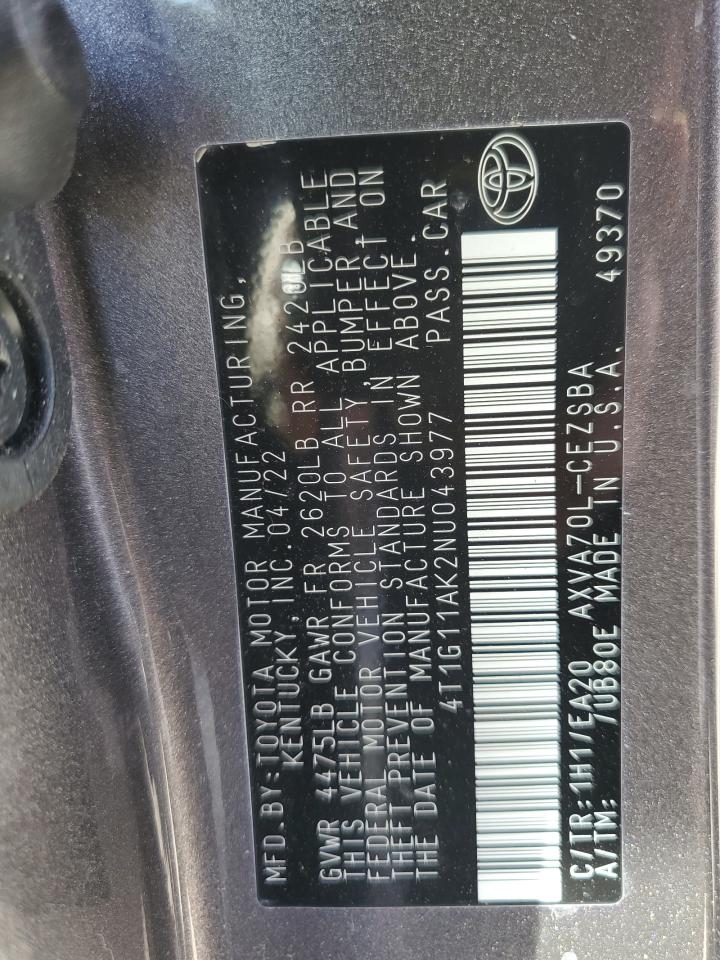 MFD.BY:TOYOTA MOTOR MANUFACTURING,
KENTUCKY, INC.04/22
GVWR 4475LB GAWR FR 2620LB RR 2420LB
THIS VEHICLE CONFORMS TO ALL APPLICABLE
FEDERAL MOTOR VEHICLE SAFETY,BUMPER AND
THEFT PREVENTION STANDARDS IN EFFECT ON
THE DATE OF MANUFACTURE SHOWN ABOVE.
4T1G11AK2NU043977 PASS.CAR
C/TR:1H1/EA20 AXVA70L-CEZSBA
A/TM: /UB80E MADE IN U.S.A. 49370